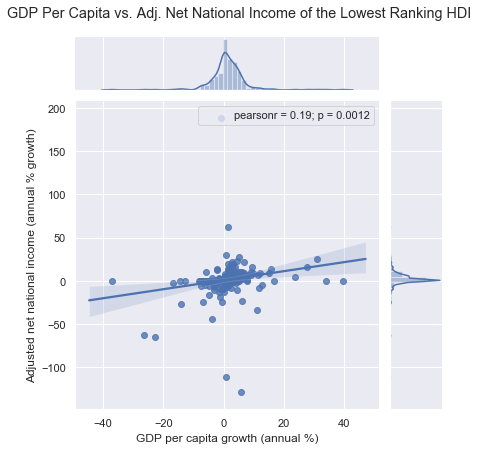 GDP Per Capita vs. Adj. Net National Income of the Lowest Ranking HDI
pearsonr = 0.19; p = 0.0012
200
150
100
50
0
−50
−100
Adjusted net national income (annual % growth)
−40 −20 0 20 40
GDP per capita growth (annual %)